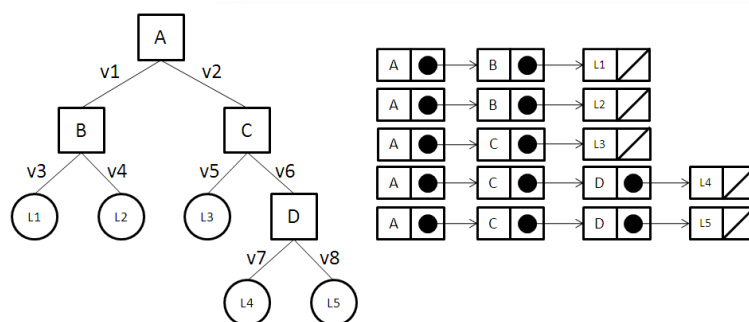 A
v1 v2
B C
v3 v4 v5 v6
L1 L2 L3 D
v7 v8
L4 L5
A B L1
A B L2
A C L3
A C D L4
A C D L5